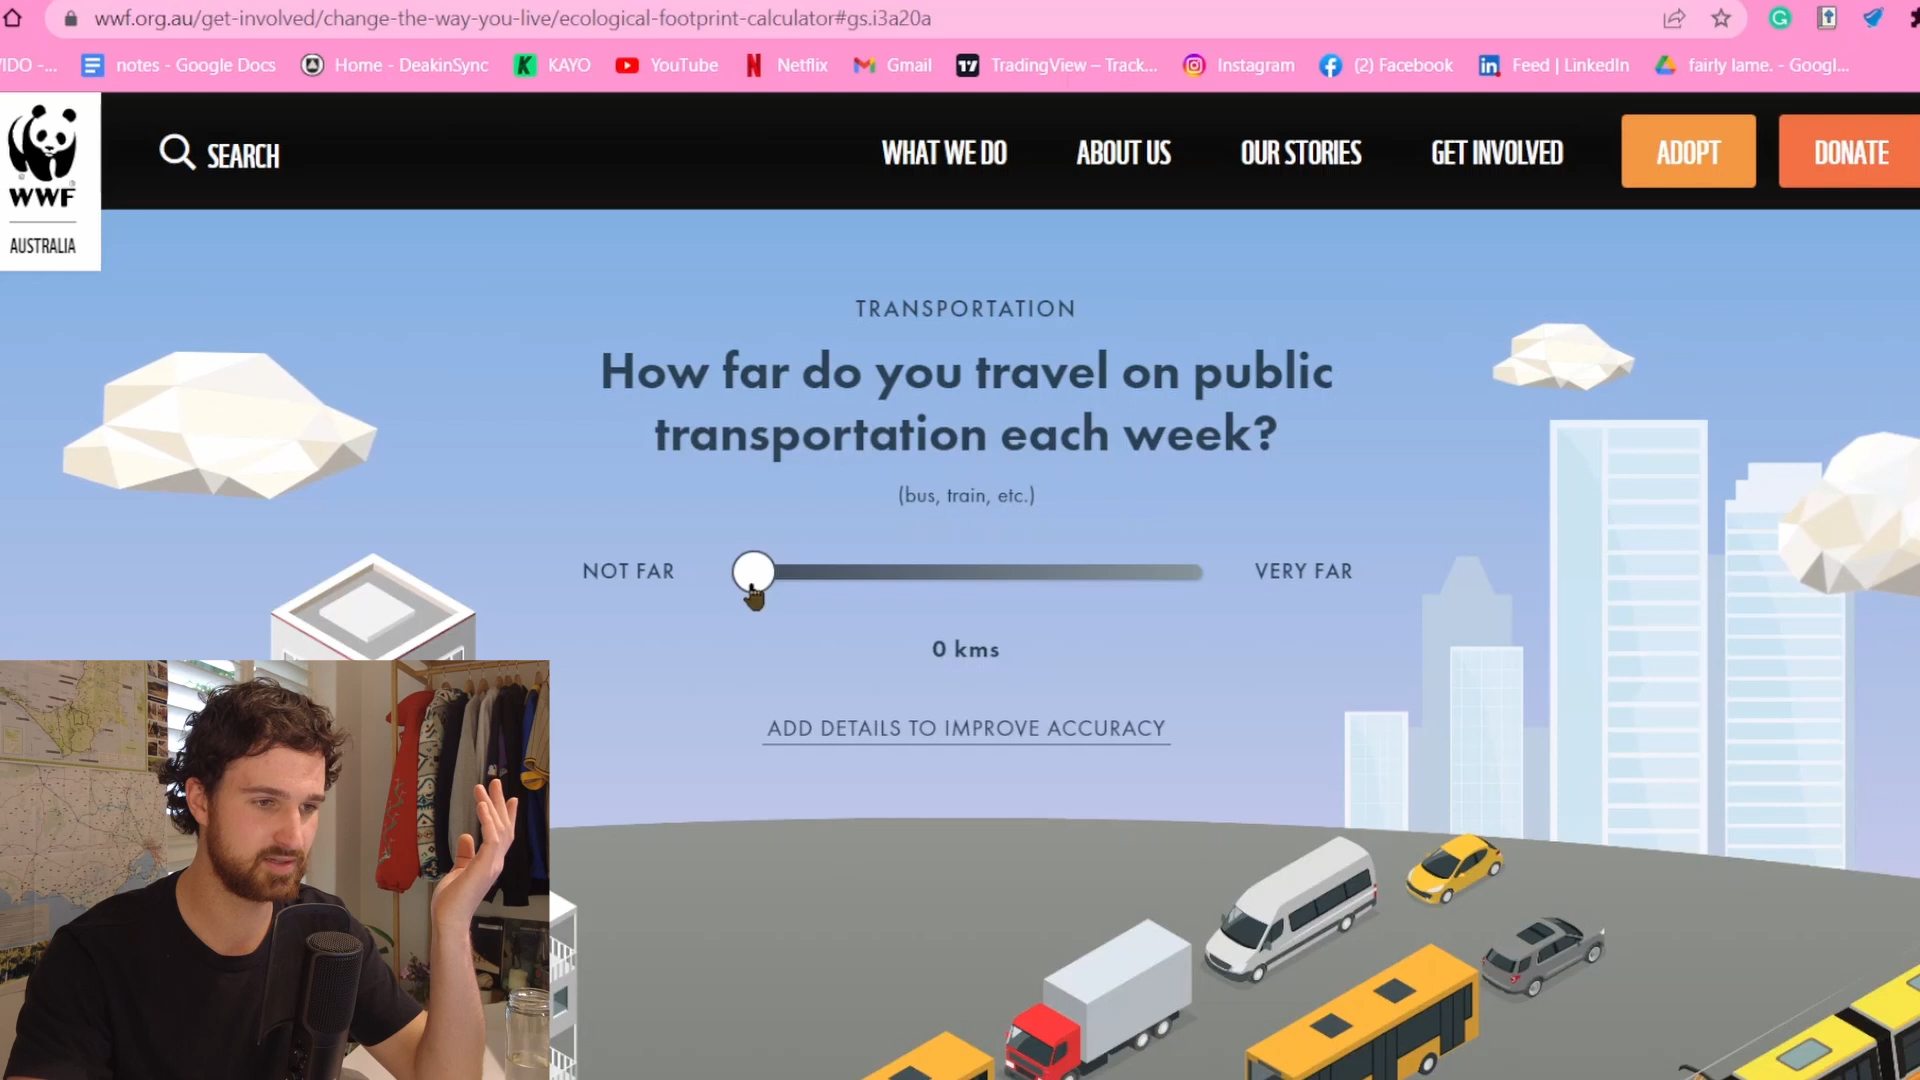 wwf.org.au/get-involved/change-the-way-you-live/ecological-footprint-calculator#gs.i3a20a
notes - Google Docs Home - DeakinSync KAYO YouTube Netflix Gmail TradingView – Track... Instagram (2) Facebook Feed | LinkedIn fairly lame. - Googl...
WWF
AUSTRALIA
SEARCH WHAT WE DO ABOUT US OUR STORIES GET INVOLVED ADOPT DONATE
TRANSPORTATION
How far do you travel on public
transportation each week?
(bus, train, etc.)
NOT FAR VERY FAR
0 kms
ADD DETAILS TO IMPROVE ACCURACY